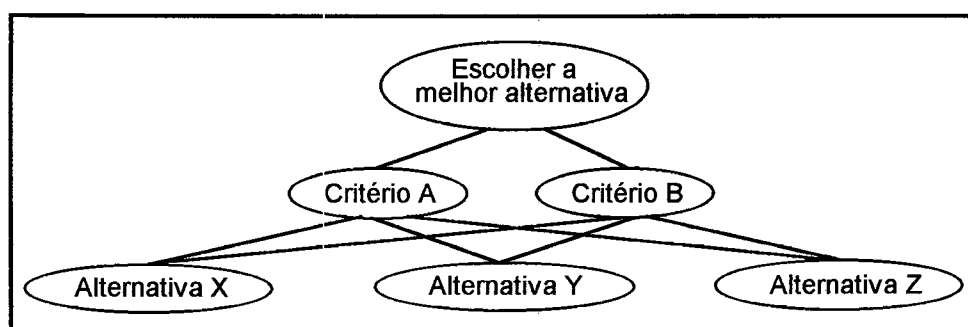 Escolher a
melhor alternativa
Critério A
Critério B
Alternativa X
Alternativa Y
Alternativa Z